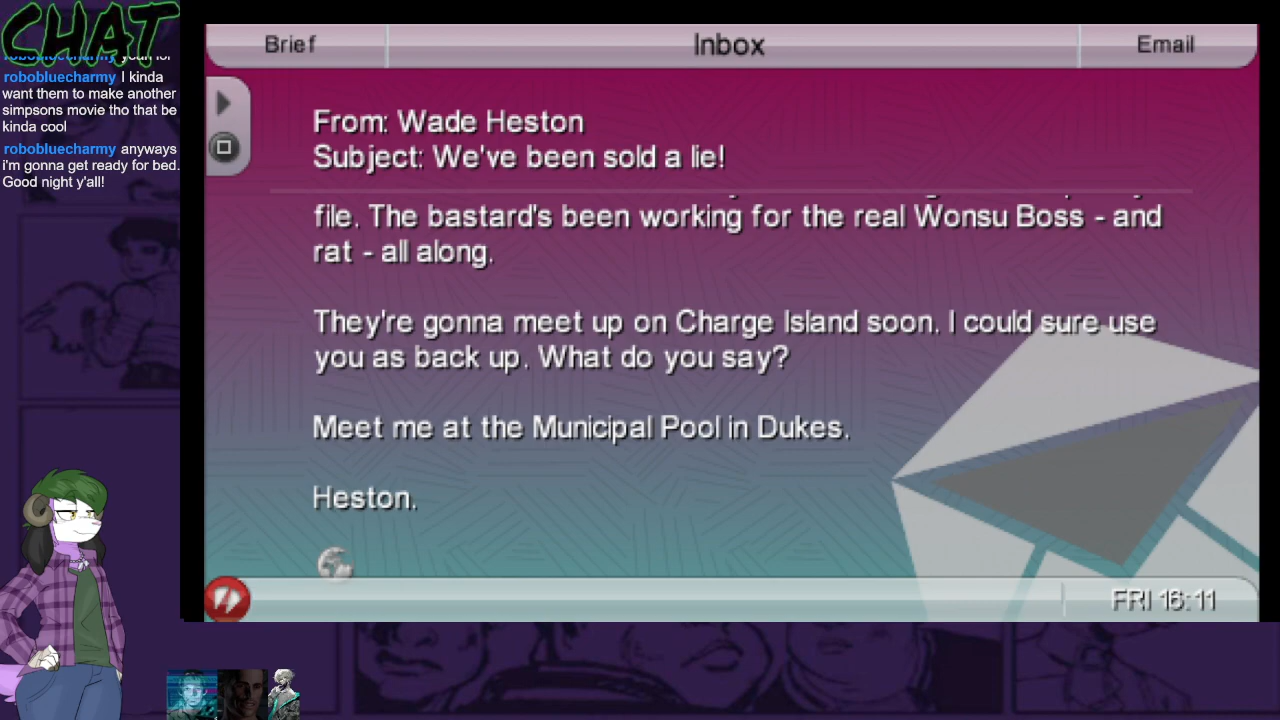 CHAT
robobluecharmy yeah lol
robobluecharmy I kinda
want them to make another
simpsons movie tho that be
kinda cool
robobluecharmy anyways
i'm gonna get ready for bed.
Good night y'all!
Brief
Inbox
Email
From: Wade Heston
Subject: We've been sold a lie!
file. The bastard's been working for the real Wonsu Boss - and
rat - all along.
They're gonna meet up on Charge Island soon. I could sure use
you as back up. What do you say?
Meet me at the Municipal Pool in Dukes.
Heston.
FRI 16:11